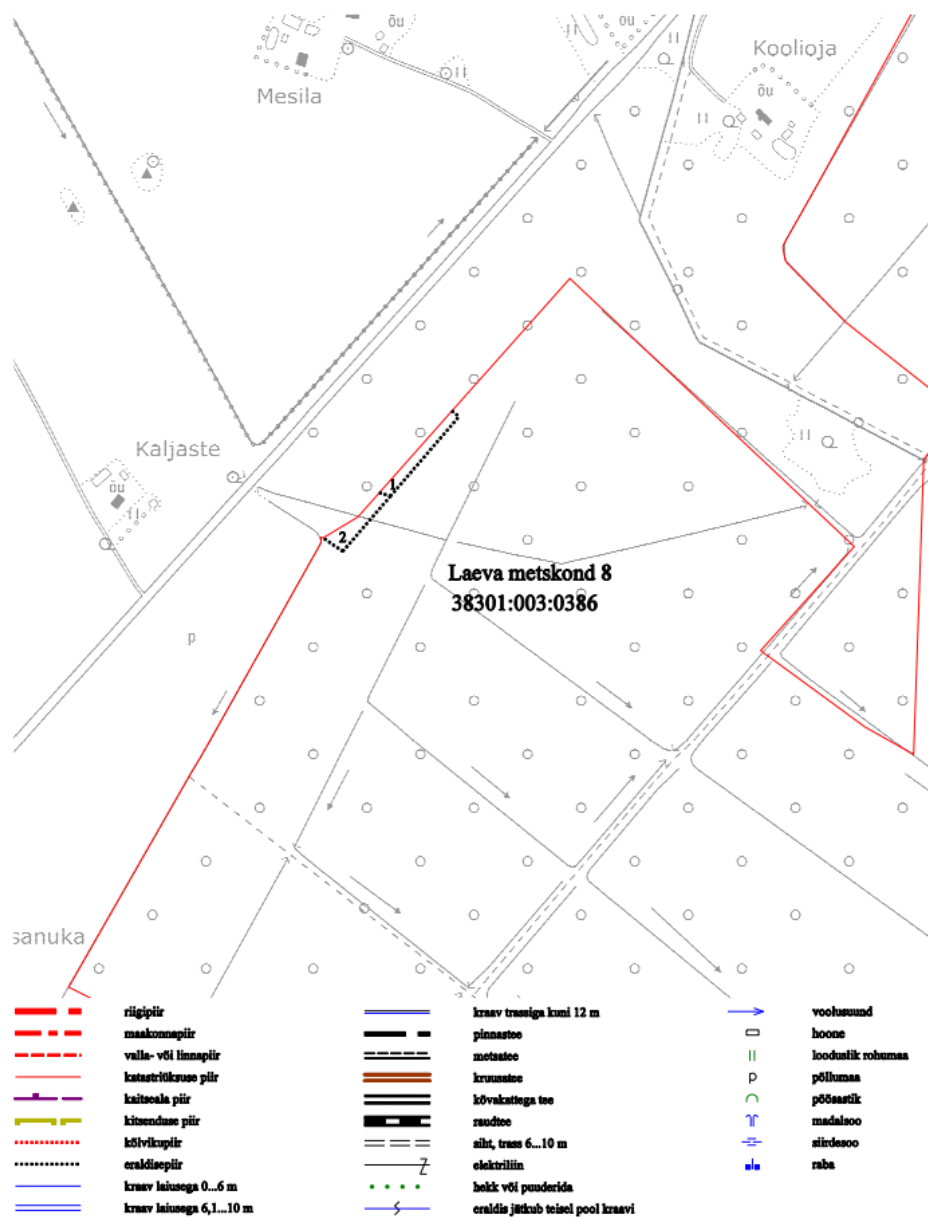 õu
Mesila
Koolioja
õu
Kaljaste
õu
1
2
Laeva metskond 8
38301:003:0386
p
sanuka
riigipiir
maakonnapiir
valla- või linnapiir
katastriüksuse piir
kaitseala piir
kitsenduse piir
kõlvikupiir
eraldisepiir
kraav laiusega 0...6 m
kraav laiusega 6,1...10 m
kraav trassiga kuni 12 m
pinnastee
metsatee
kruusatee
kõvakattega tee
raudtee
siht, trass 6...10 m
elektriliin
hekk või puuderida
eraldis jätkub teisel pool kraavi
voolusuund
hoone
looduslik rohumaa
p põllumaa
põõsastik
madalsoo
siirdesoo
raba